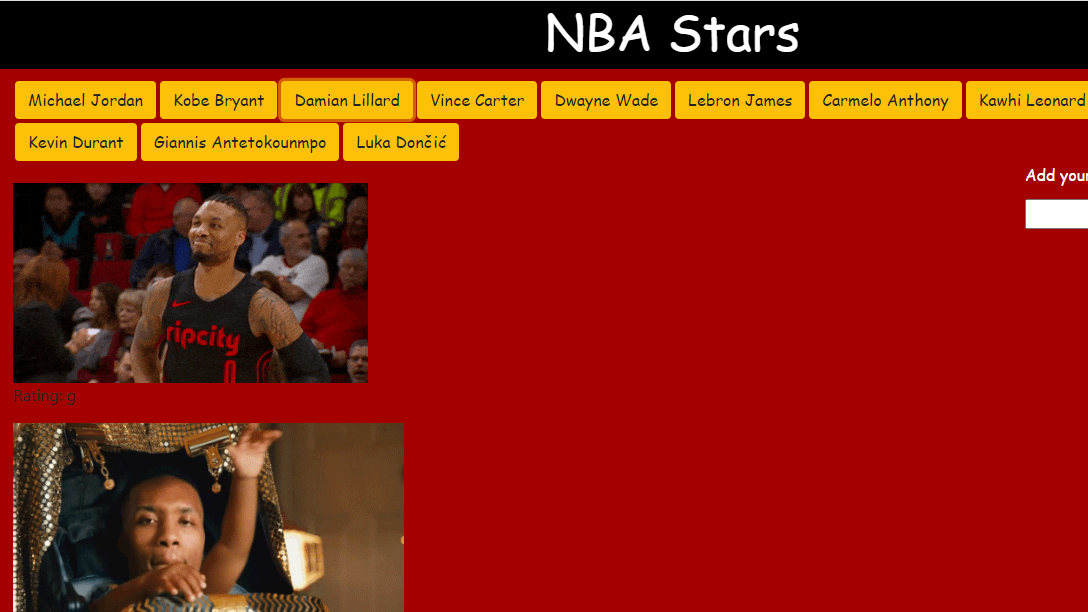 NBA Stars
Michael Jordan Kobe Bryant Damian Lillard Vince Carter Dwayne Wade Lebron James Carmelo Anthony Kawhi Leonard
Kevin Durant Giannis Antetokounmpo Luka Dončić
Add your
ripcity
0
Rating: g